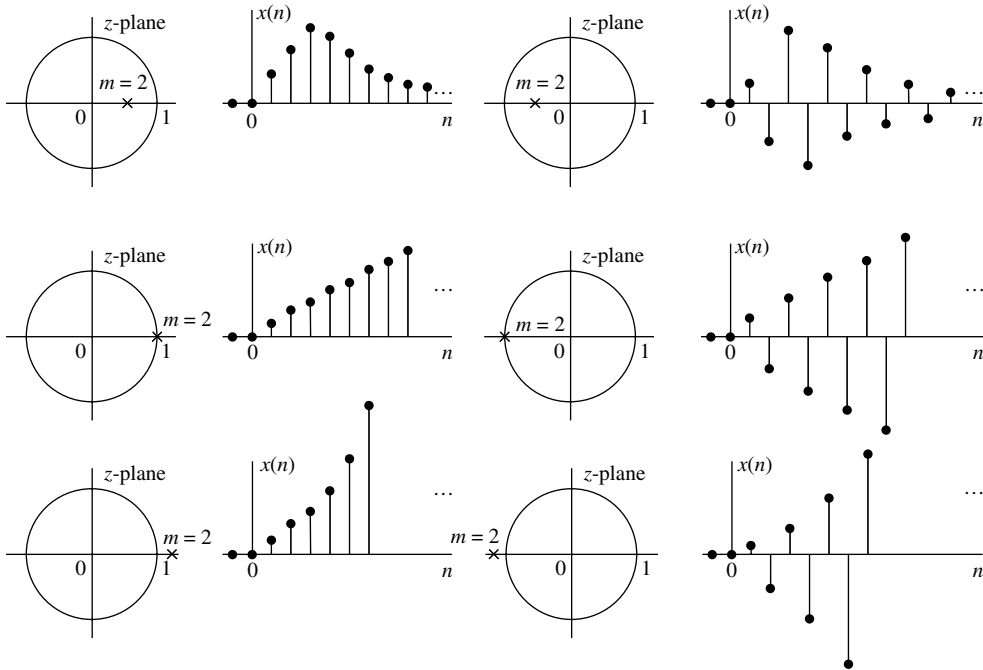 z-plane
m = 2
0
1
x(n)
...
0
n
z-plane
m = 2
0
1
x(n)
...
0
n
z-plane
m = 2
0
1
x(n)
...
0
n
z-plane
m = 2
0
1
x(n)
...
0
n
z-plane
m = 2
0
1
x(n)
...
0
n
z-plane
m = 2
0
1
x(n)
...
0
n